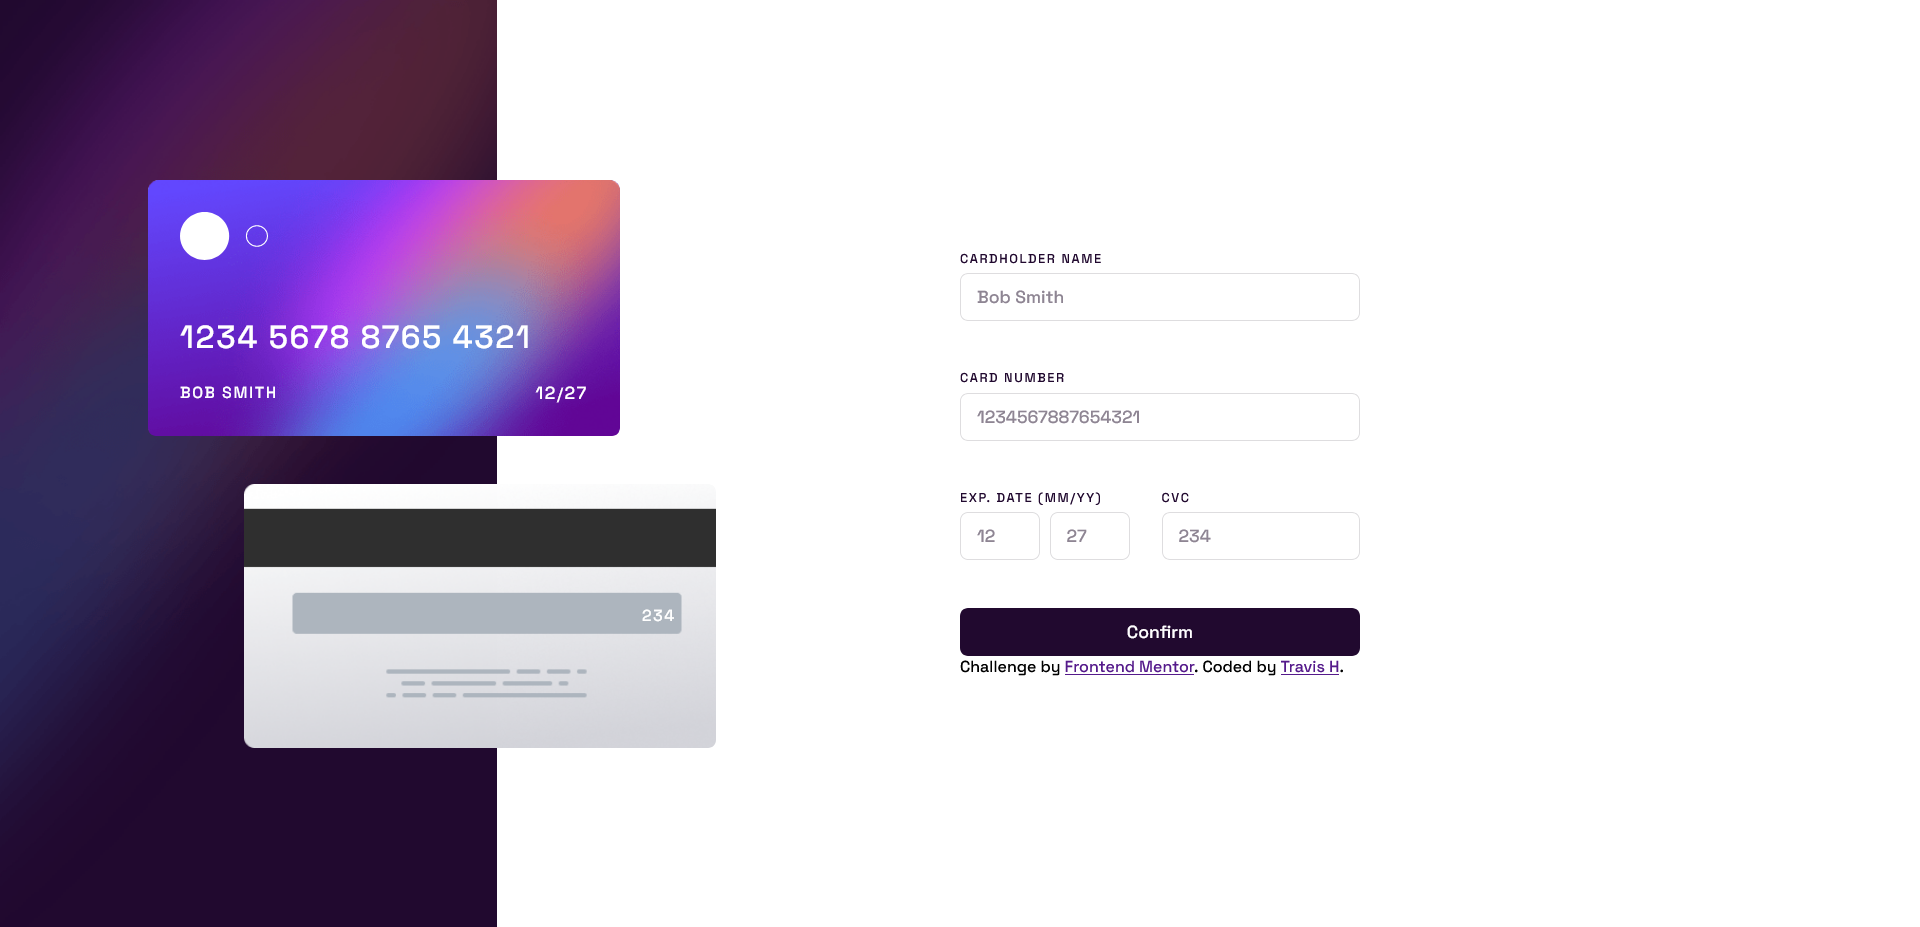 1234 5678 8765 4321
BOB SMITH 12/27
234
CARDHOLDER NAME
Bob Smith
CARD NUMBER
1234567887654321
EXP. DATE (MM/YY) CVC
12 27 234
Confirm
Challenge by Frontend Mentor. Coded by Travis H.